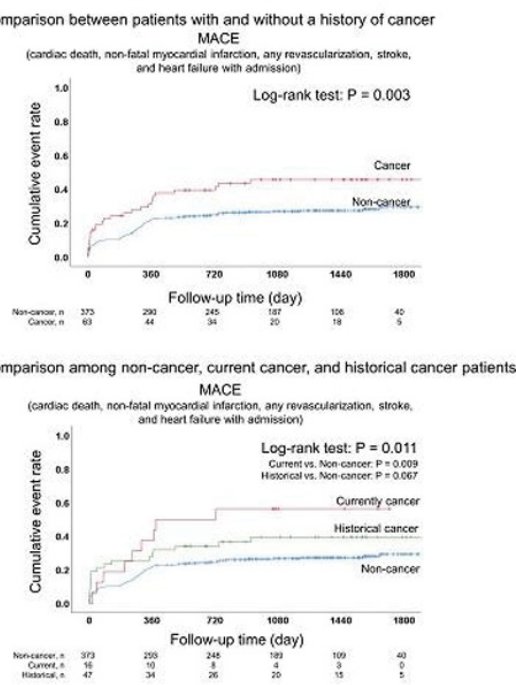 omparison between patients with and without a history of cancer
MACE
(cardiac death, non-fatal myocardial infarction, any revascularization, stroke,
and heart failure with admission)
Log-rank test: P = 0.003
Cumulative event rate
1.0
0.8
0.6
0.4
0.2
0.0
Cancer
Non-cancer
0 360 720 1080 1440 1800
Follow-up time (day)
Non-cancer, n 373 290 245 187 106 40
Cancer, n 63 44 34 20 18 5
omparison among non-cancer, current cancer, and historical cancer patients
MACE
(cardiac death, non-fatal myocardial infarction, any revascularization, stroke,
and heart failure with admission)
Log-rank test: P = 0.011
Current vs. Non-cancer: P = 0.009
Historical vs. Non-cancer: P = 0.067
Cumulative event rate
1.0
0.8
0.6
0.4
0.2
0.0
Currently cancer
Historical cancer
Non-cancer
0 360 720 1080 1440 1800
Follow-up time (day)
Non-cancer, n 373 293 248 189 109 40
Current, n 16 10 8 4 3 0
Historical, n 47 34 26 20 15 5